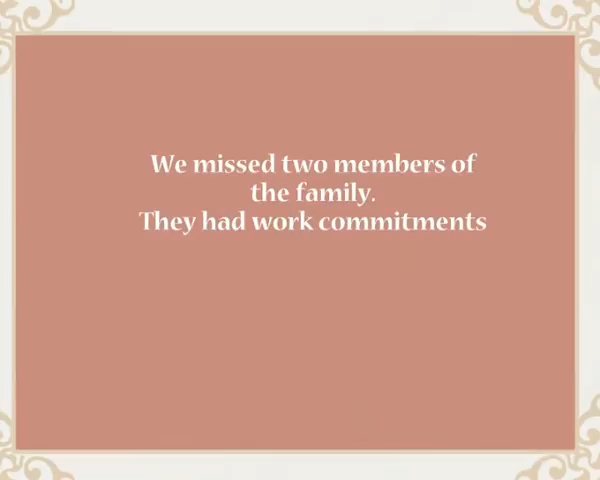 We missed two members of
the family.
They had work commitments